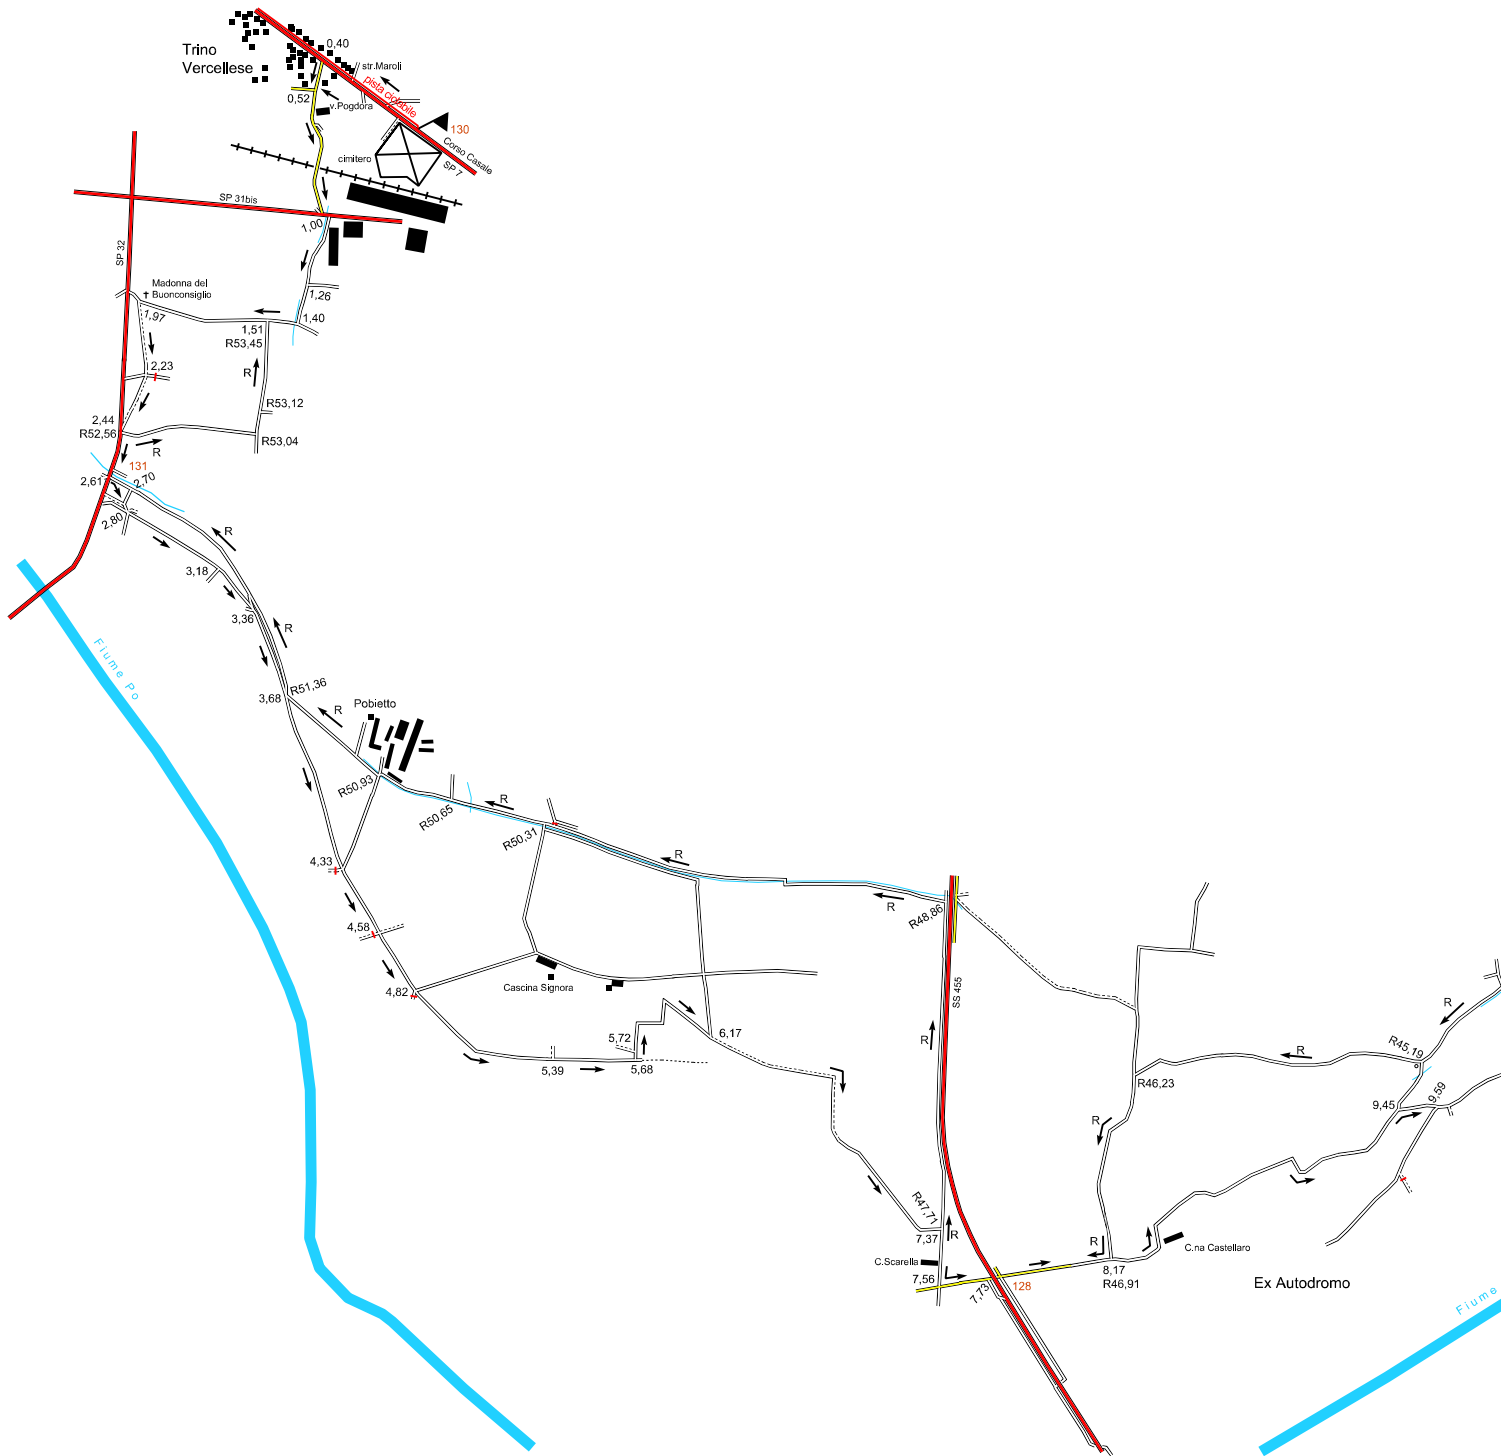 0,40
Trino
Vercellese
str.Maroli
pista ciclabile
0,52
v.Pogdora
130
Corso Casale
SP 7
cimitero
SP 31bis
1,00
SP 32
Madonna del
Buonconsiglio
1,26
1,97
1,40
1,51
R53,45
2,23
R
R53,12
2,44
R52,56
R53,04
R
131
2,61
2,70
2,80
R
3,18
3,36
R
Fiume Po
R51,36
3,68
Pobietto
R
R50,93
R50,65
R
R50,31
R
4,33
R
R48,86
4,58
SS 455
4,82
Cascina Signora
R
5,72
6,17
R
R45,19
R
5,39
5,68
R46,23
9,45
9,59
R
R47,71
7,37
R
R
C.na Castellaro
C.Scarella
7,56
8,17
R46,91
7,73
128
Ex Autodromo
Fiume